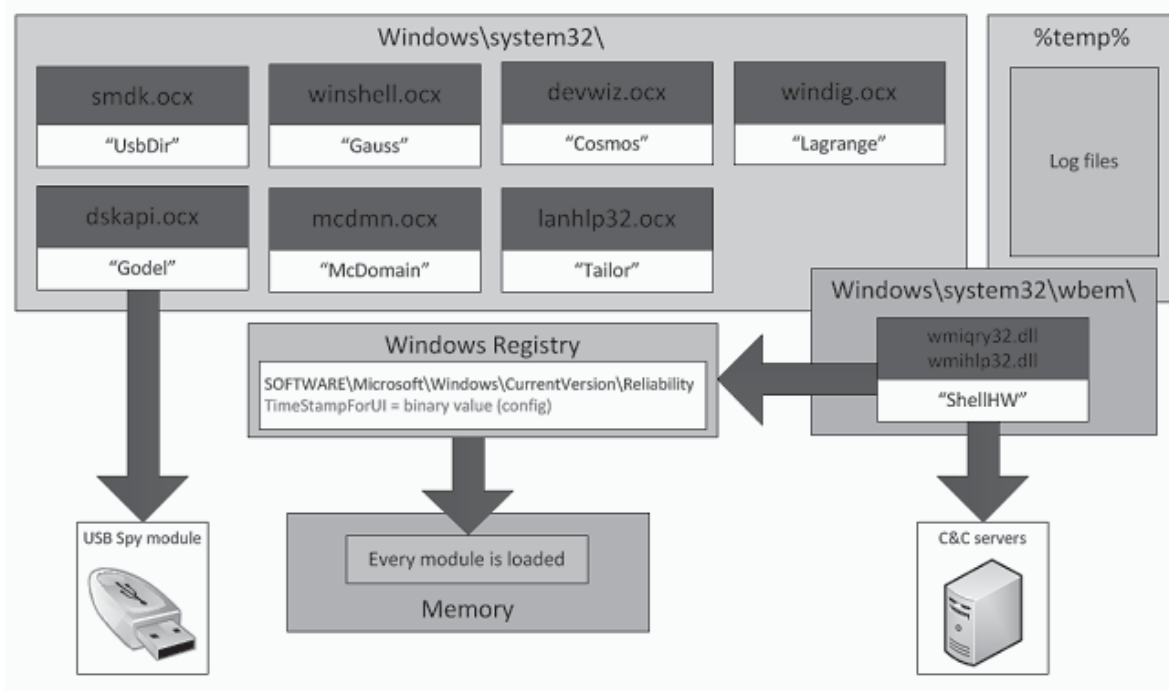 Windows\system32\
%temp%
smdk.ocx
“UsbDir”
winshell.ocx
“Gauss”
devwiz.ocx
“Cosmos”
windig.ocx
“Lagrange”
Log files
dskapi.ocx
“Godel”
mcdmn.ocx
“McDomain”
lanhlp32.ocx
“Tailor”
Windows\system32\wbem\
wmiqry32.dll
wmihlp32.dll
“ShellHW”
Windows Registry
SOFTWARE\Microsoft\Windows\CurrentVersion\Reliability
TimeStampForUI = binary value (config)
USB Spy module
Every module is loaded
Memory
C&C servers